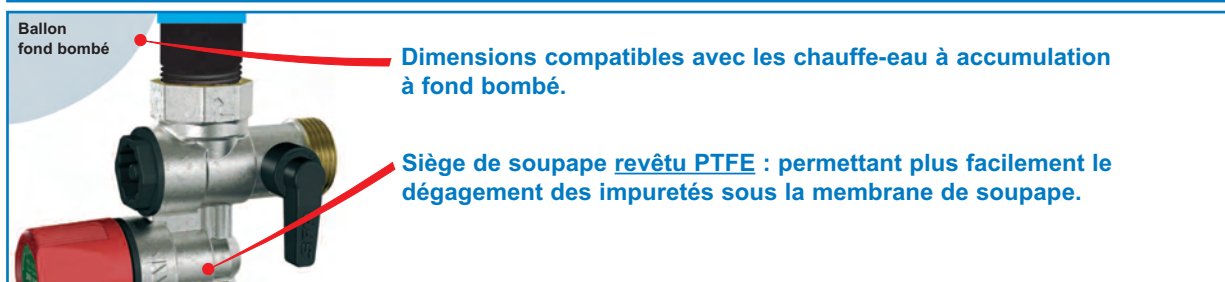 Ballon
fond bombé
Dimensions compatibles avec les chauffe-eau à accumulation
à fond bombé.
Siège de soupape revêtu PTFE : permettant plus facilement le
dégagement des impuretés sous la membrane de soupape.